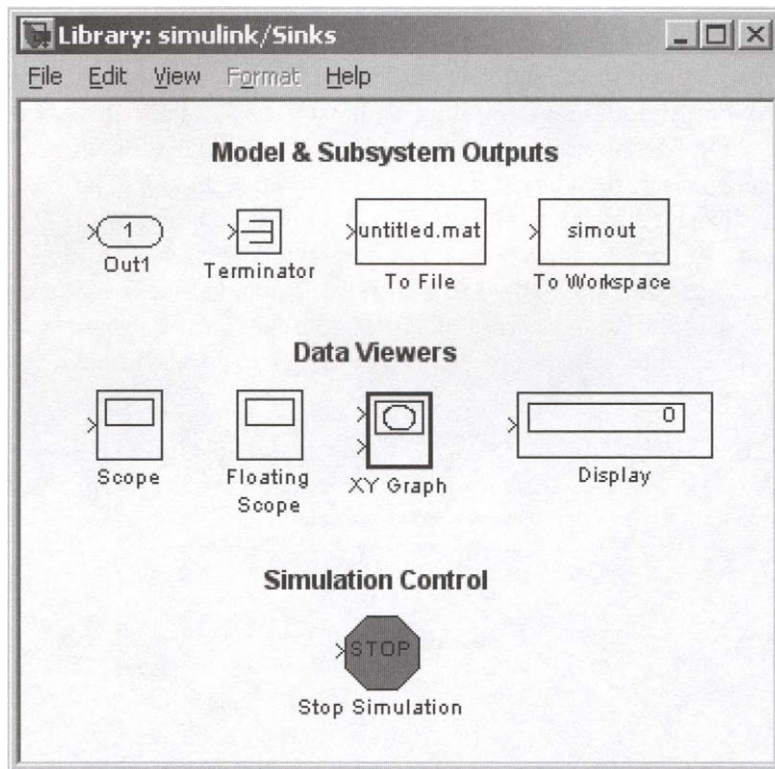 Library: simulink/Sinks
File Edit View Format Help
Model & Subsystem Outputs
1
Out1
Terminator
untitled.mat
To File
simout
To Workspace
Data Viewers
Scope
Floating
Scope
XY Graph
0
Display
Simulation Control
STOP
Stop Simulation